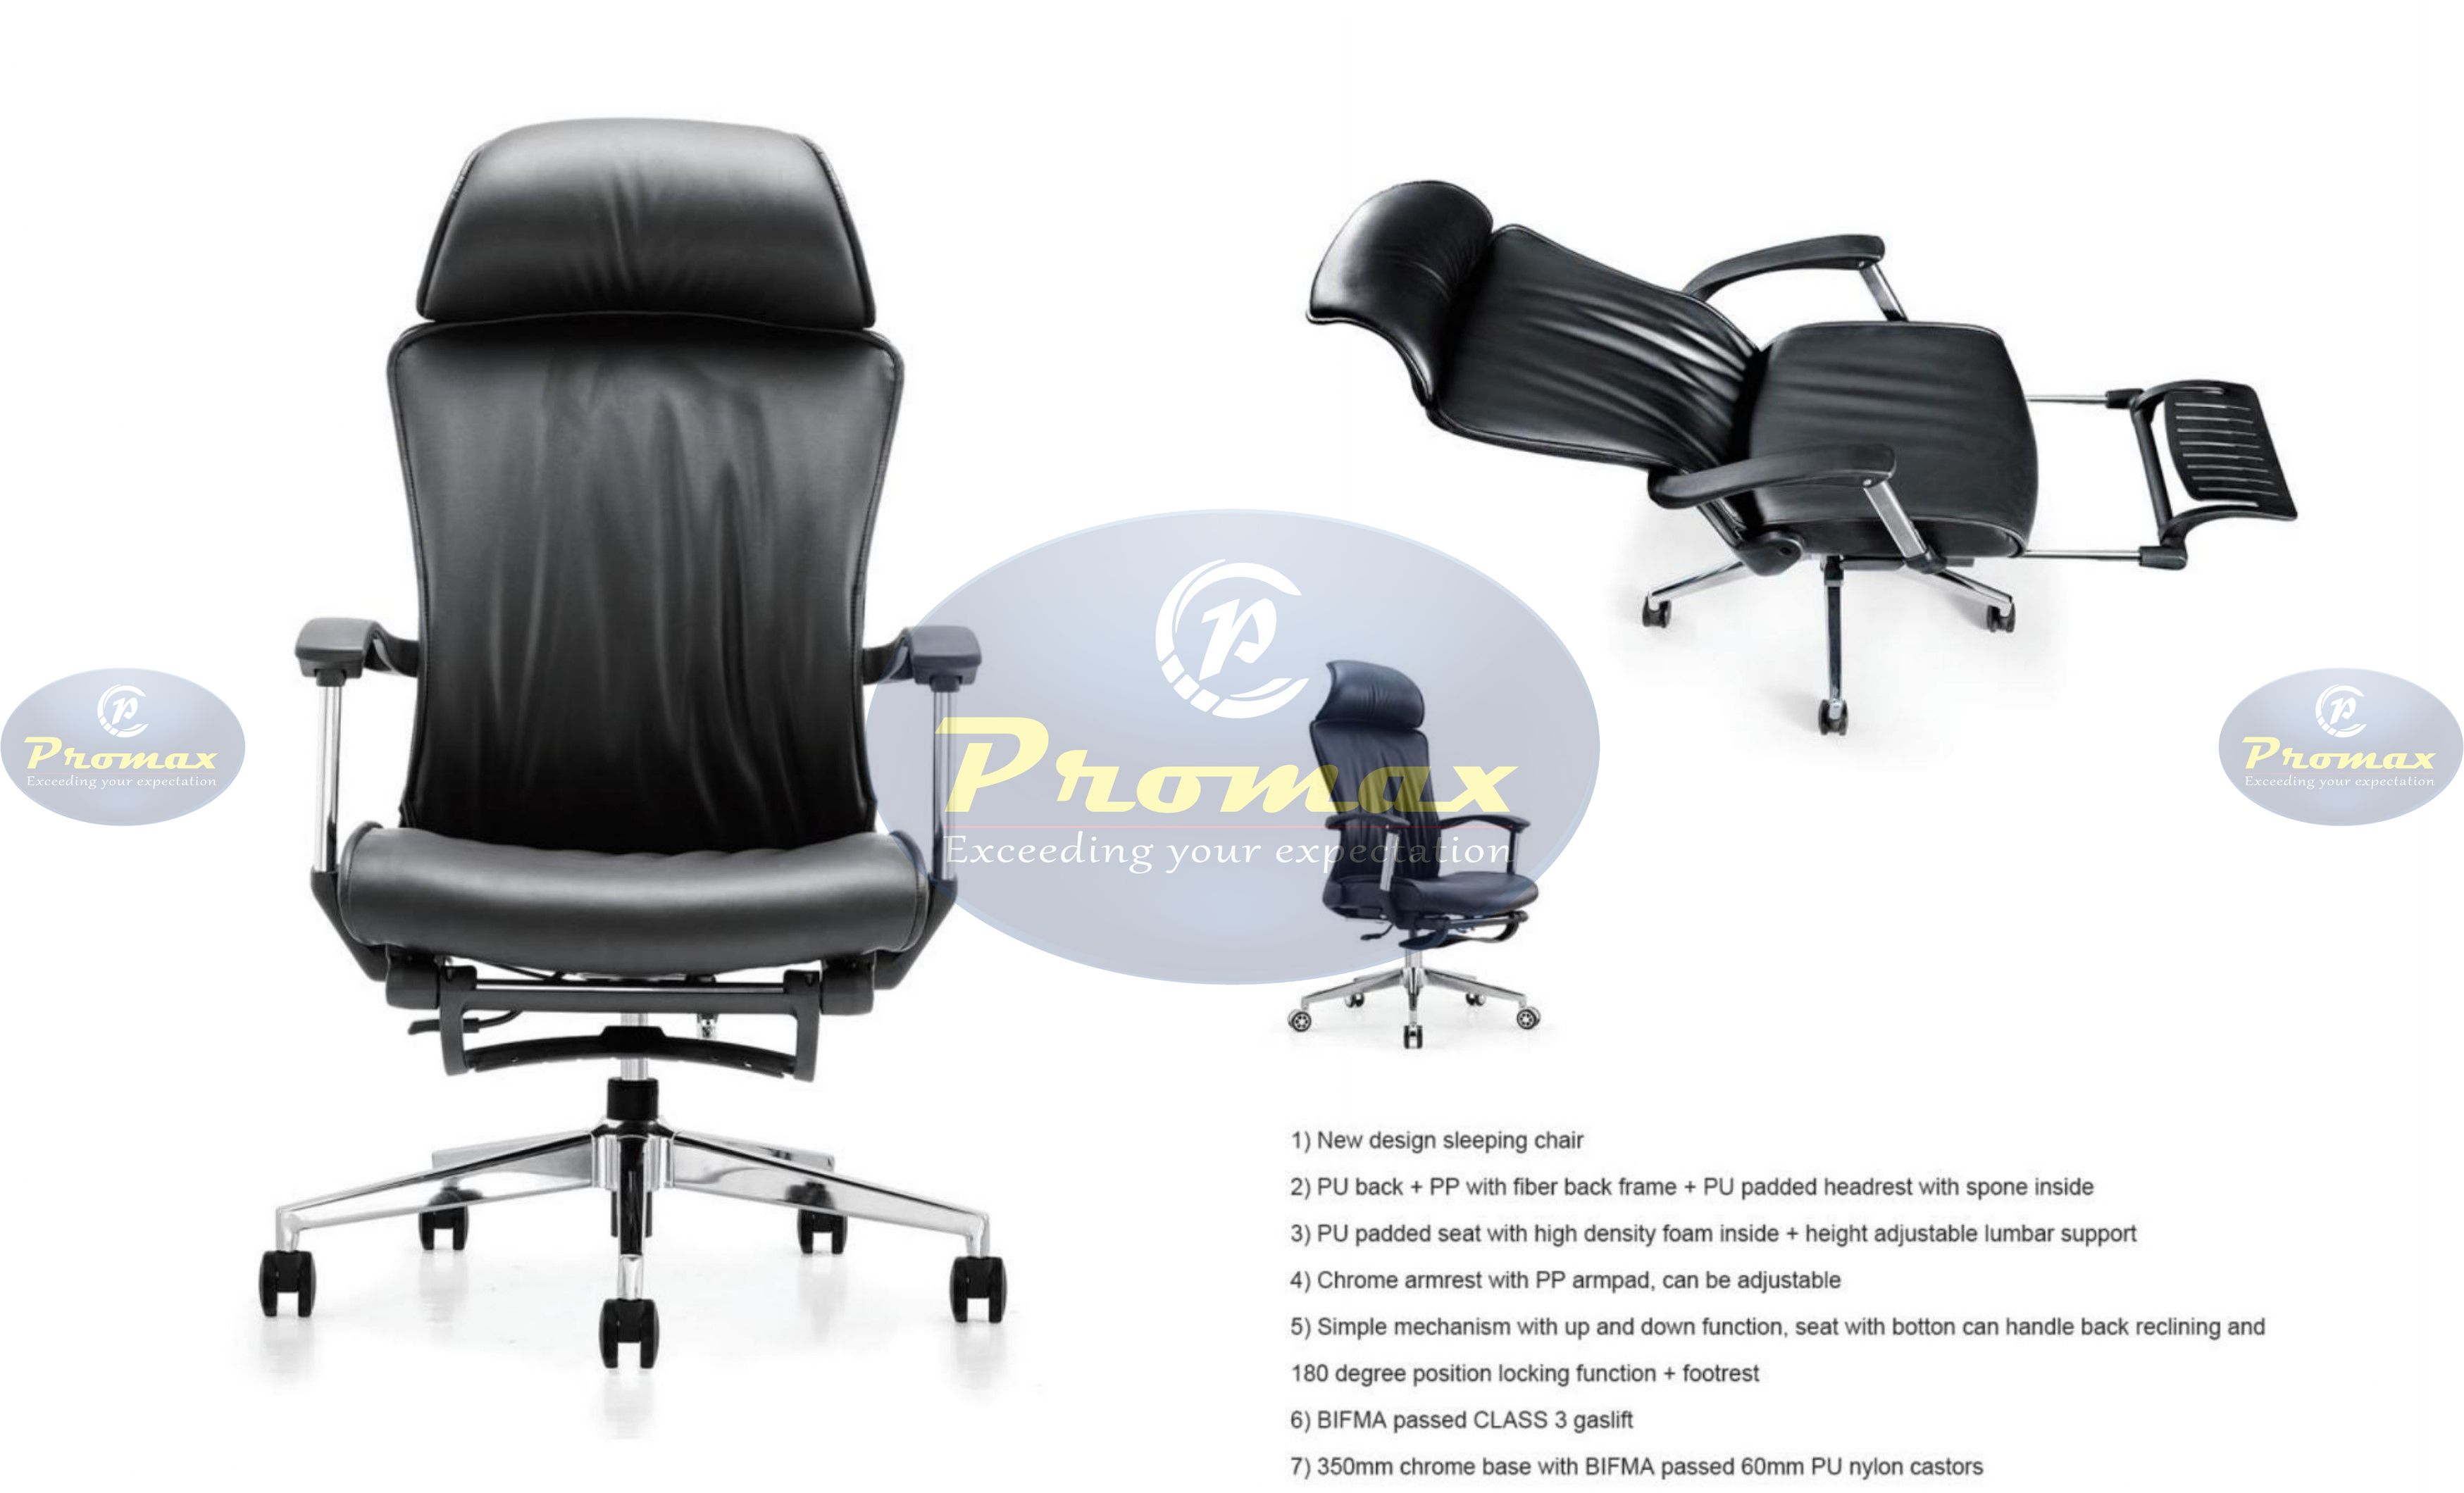 Promax
Exceeding your expectation
Promax
Exceeding your expectation
Promax
Exceeding your expectation
1) New design sleeping chair
2) PU back + PP with fiber back frame + PU padded headrest with spone inside
3) PU padded seat with high density foam inside + height adjustable lumbar support
4) Chrome armrest with PP armpad, can be adjustable
5) Simple mechanism with up and down function, seat with botton can handle back reclining and
180 degree position locking function + footrest
6) BIFMA passed CLASS 3 gaslift
7) 350mm chrome base with BIFMA passed 60mm PU nylon castors